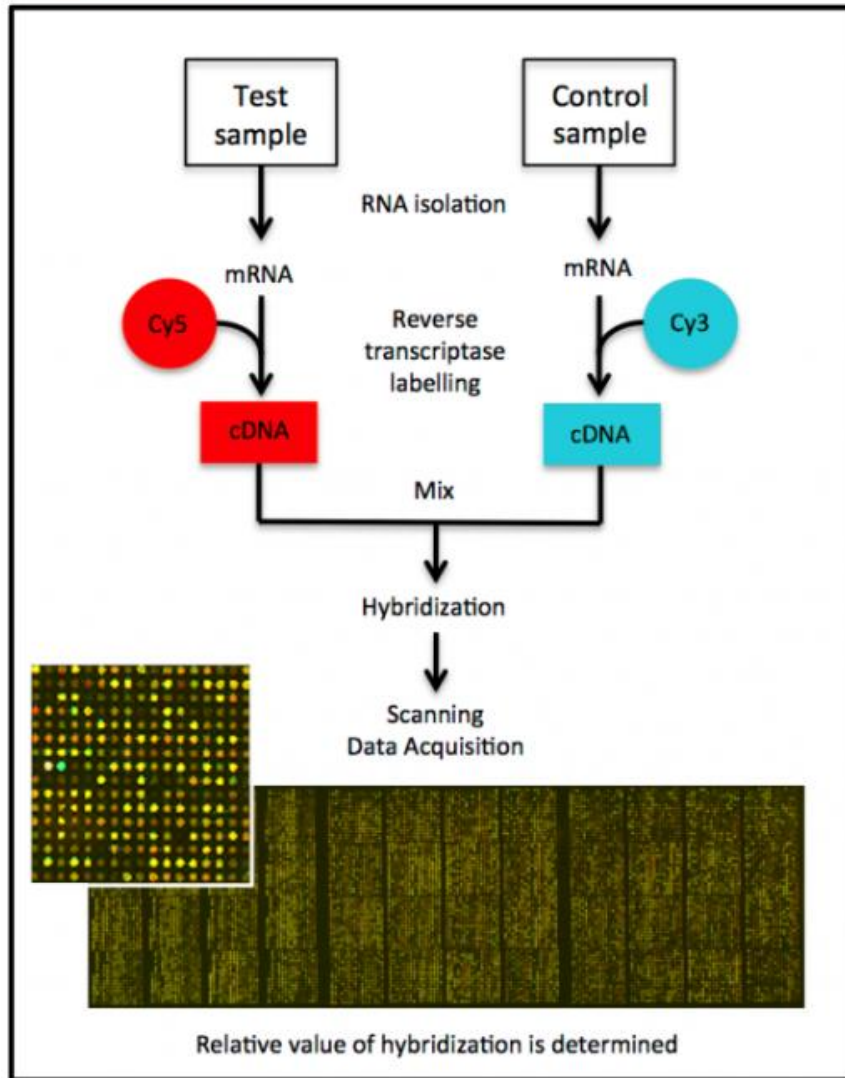 Test
sample
Control
sample
RNA isolation
mRNA
mRNA
Cy5
Reverse
transcriptase
labelling
Cy3
cDNA
cDNA
Mix
Hybridization
Scanning
Data Acquisition
Relative value of hybridization is determined